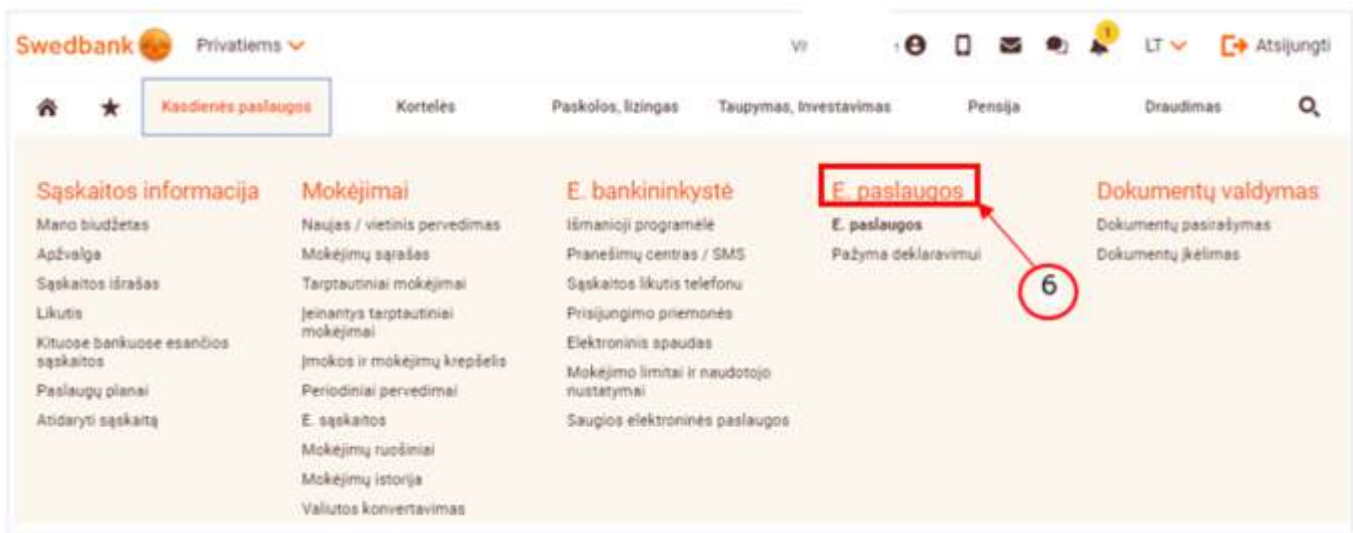 Swedbank Privatiems 1 LT Atsijungti
Kasdienės paslaugos Kortelės Paskolos, lizingas Taupymas, Investavimas Pensija Draudimas
Sąskaitos informacija
Mano biudžetas
Apžvalga
Sąskaitos išrašas
Likutis
Kituose bankuose esančios
sąskaitos
Paslaugų planai
Atidaryti sąskaitą
Mokėjimai
Naujas / vietinis pervedimas
Mokėjimų sąrašas
Tarptautiniai mokėjimai
Įeinantys tarptautiniai
mokėjimai
Įmokos ir mokėjimų krepšelis
Periodiniai pervedimai
E. sąskaitos
Mokėjimų ruošiniai
Mokėjimų istorija
Valiutos konvertavimas
E. bankininkystė
Išmanioji programėlė
Pranešimų centras / SMS
Sąskaitos likutis telefonu
Prisijungimo priemonės
Elektroninis spaudas
Mokėjimo limitai ir naudotojo
nustatymai
Saugios elektroninės paslaugos
E. paslaugos
E. paslaugos
Pažyma deklaravimui
6
Dokumentų valdymas
Dokumentų pasirašymas
Dokumentų įkėlimas